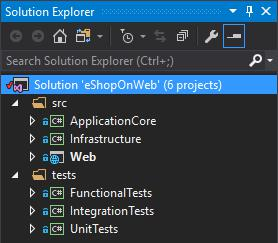 Solution Explorer
Search Solution Explorer (Ctrl+;)
Solution 'eShopOnWeb' (6 projects)
src
C# ApplicationCore
C# Infrastructure
Web
tests
C# FunctionalTests
C# IntegrationTests
C# UnitTests